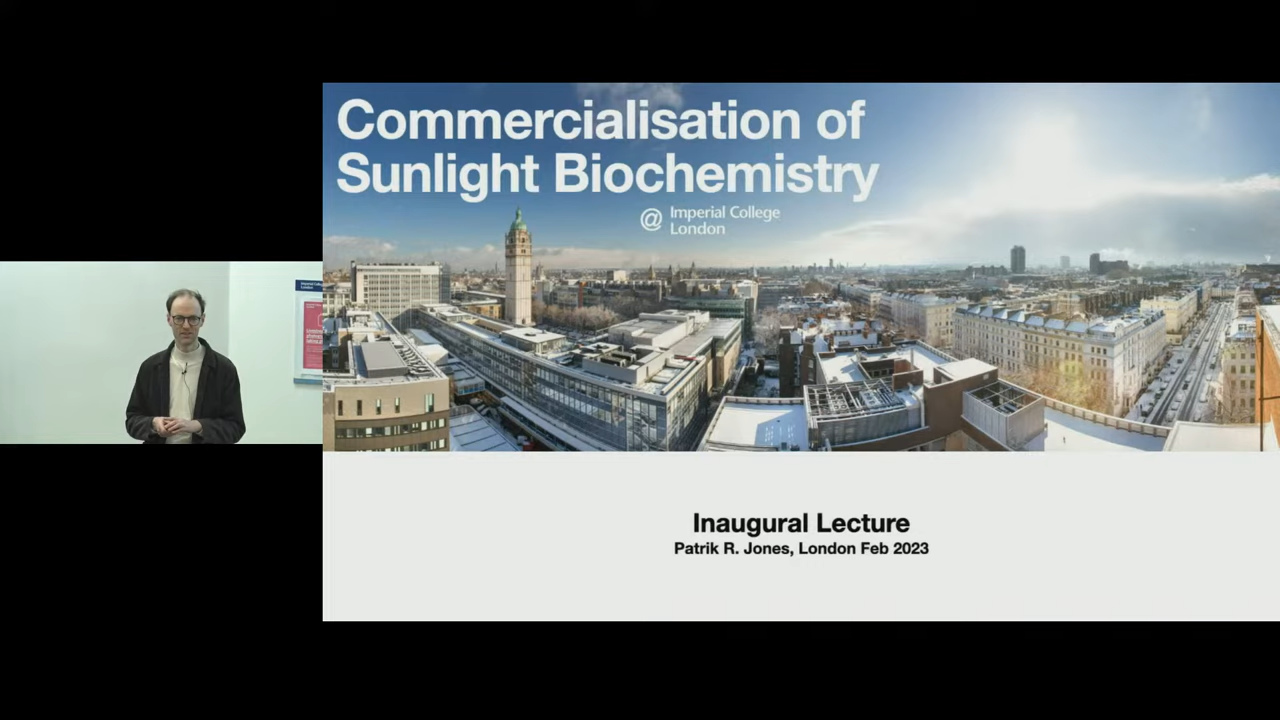 Commercialisation of
Sunlight Biochemistry
@ Imperial College
London
Inaugural Lecture
Patrik R. Jones, London Feb 2023